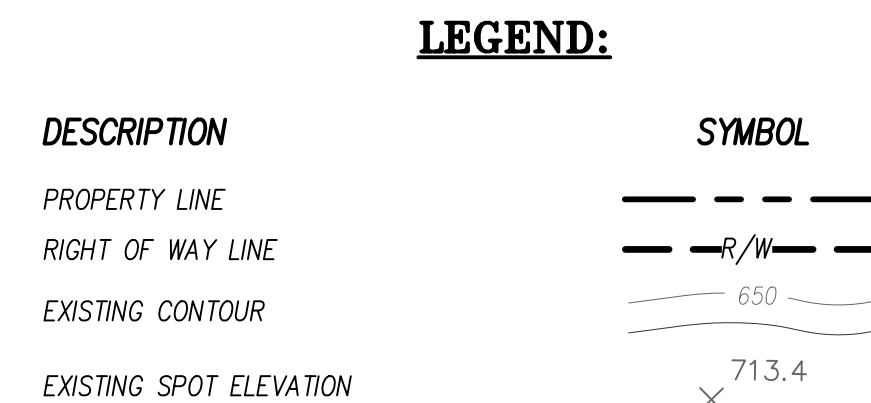 LEGEND:
DESCRIPTION SYMBOL
PROPERTY LINE
RIGHT OF WAY LINE R/W
EXISTING CONTOUR 650
EXISTING SPOT ELEVATION 713.4